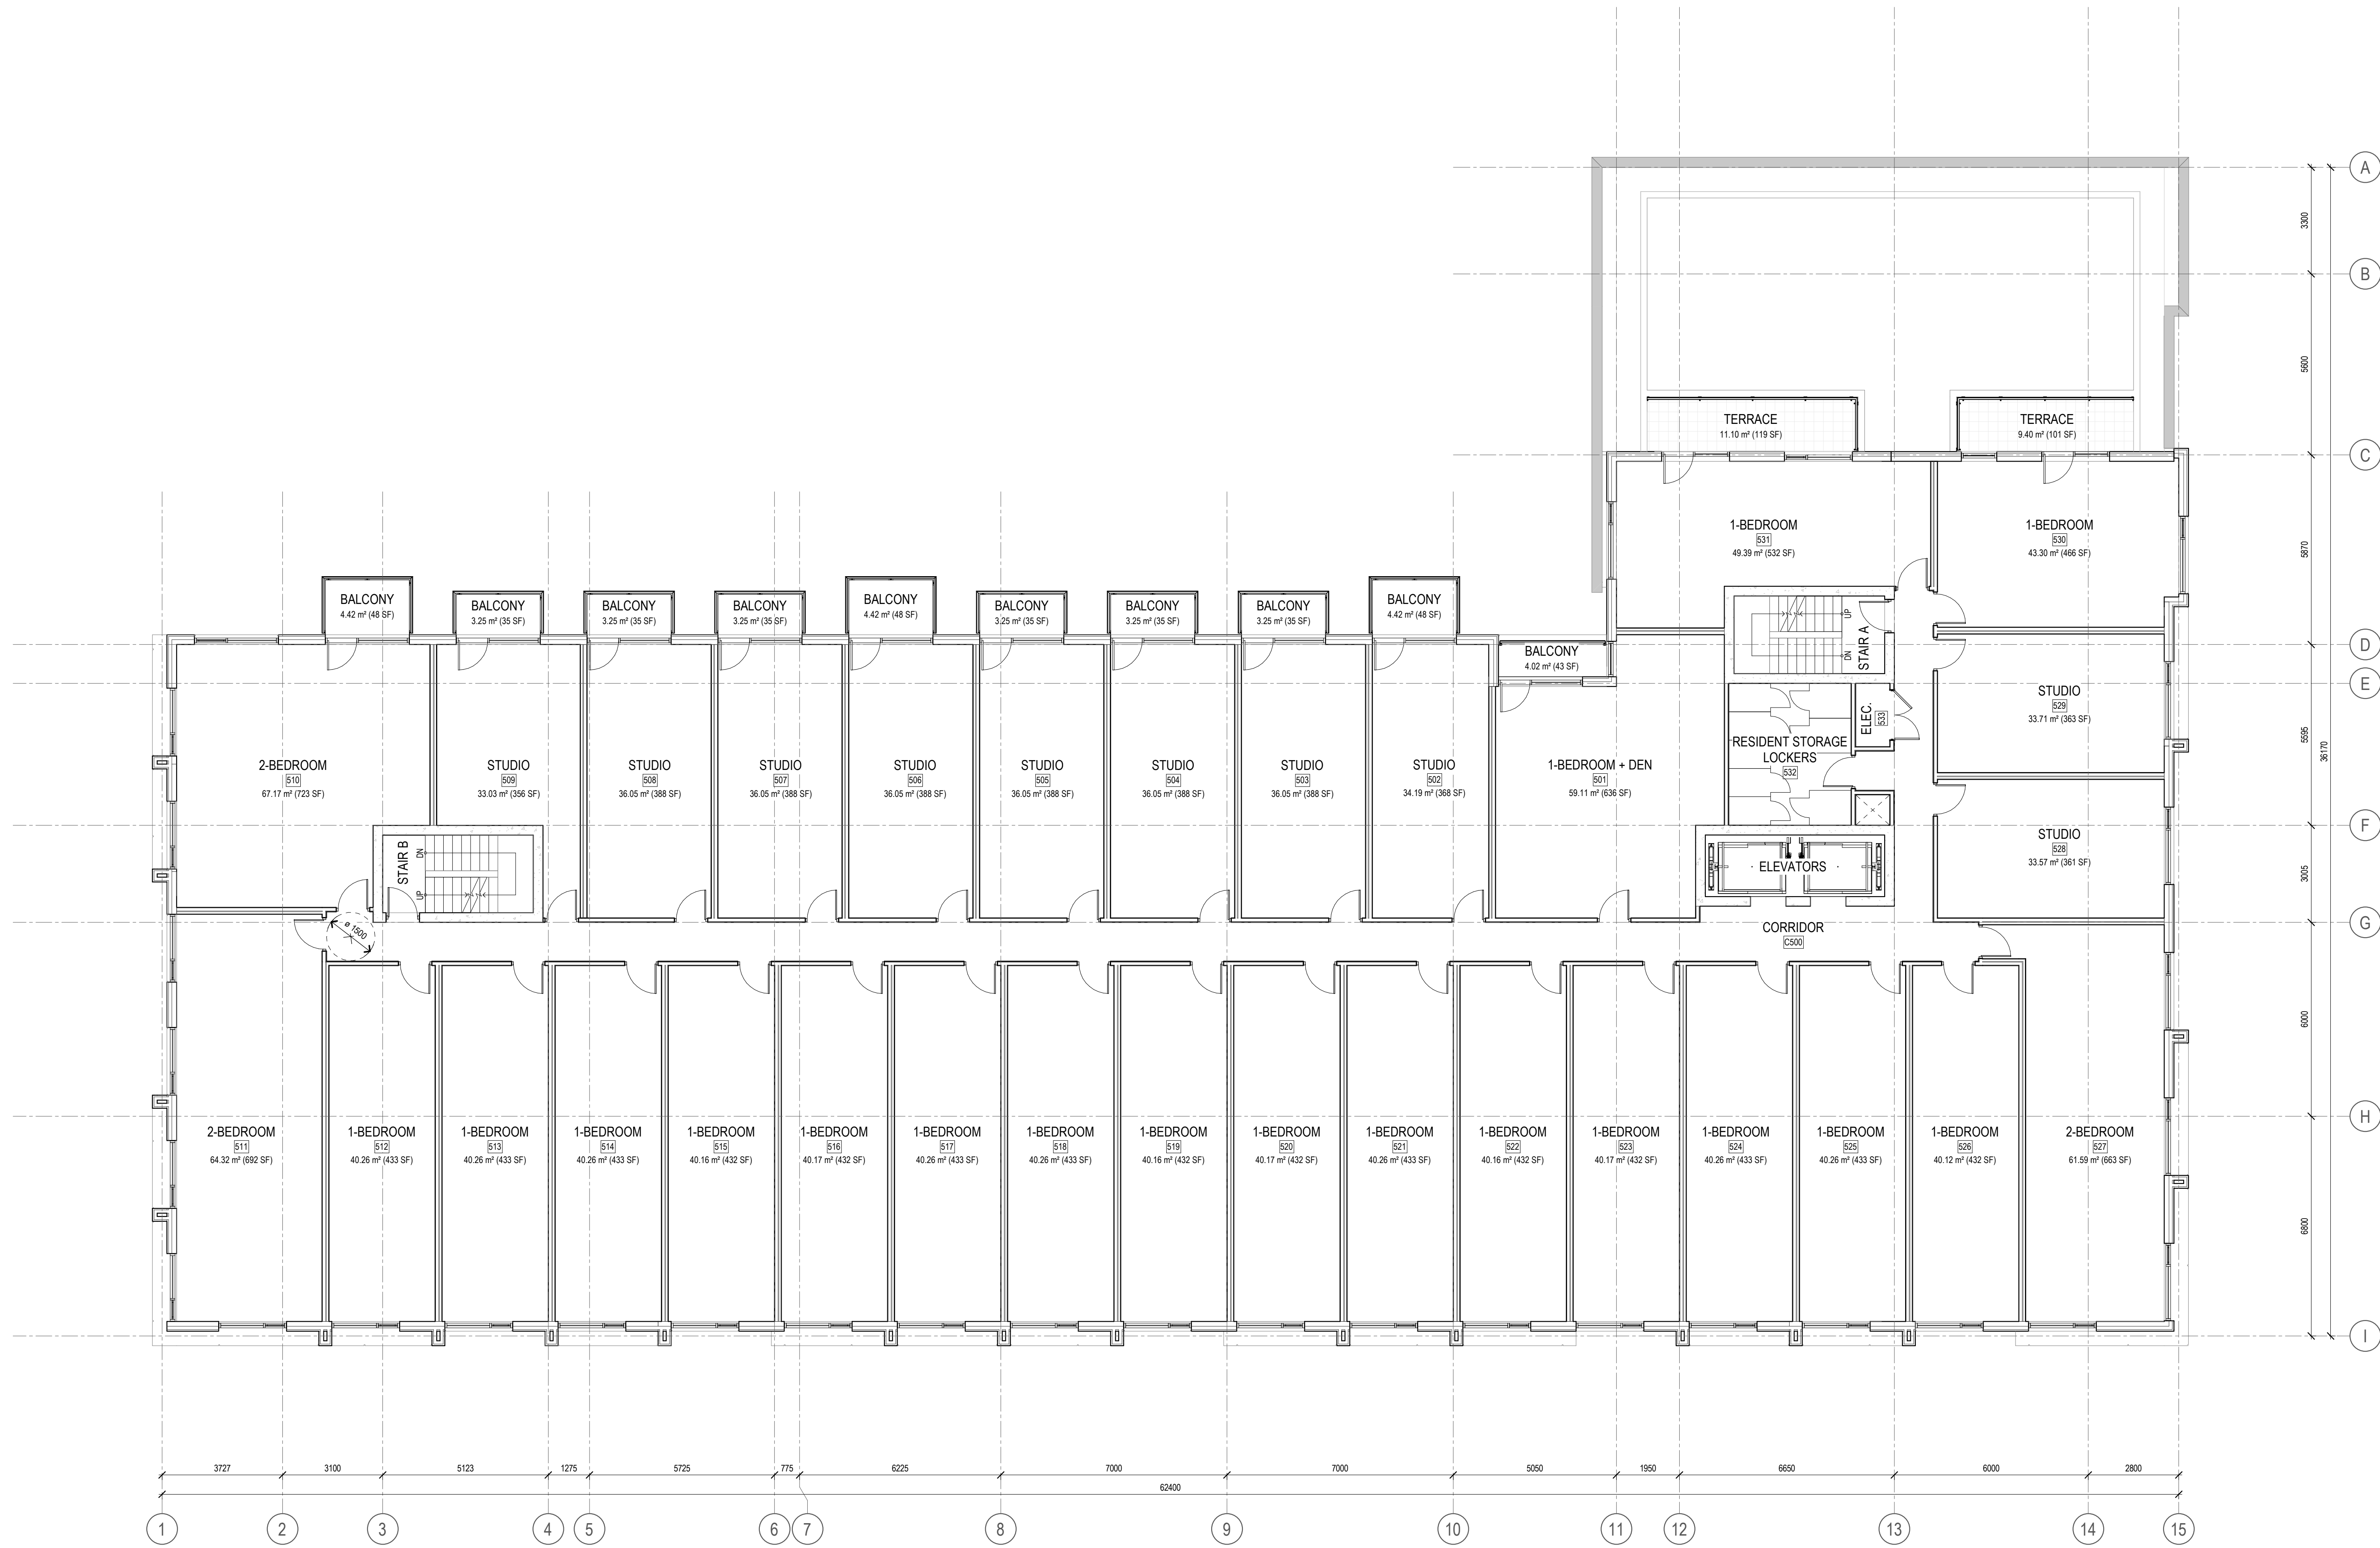 A
3300
B
5600
TERRACE
11.10 m² (119 SF)
TERRACE
9.40 m² (101 SF)
C
5870
36170
1-BEDROOM
531
49.39 m² (532 SF)
1-BEDROOM
530
43.30 m² (466 SF)
BALCONY
4.42 m² (48 SF)
BALCONY
3.25 m² (35 SF)
BALCONY
3.25 m² (35 SF)
BALCONY
3.25 m² (35 SF)
BALCONY
4.42 m² (48 SF)
BALCONY
3.25 m² (35 SF)
BALCONY
3.25 m² (35 SF)
BALCONY
3.25 m² (35 SF)
BALCONY
4.42 m² (48 SF)
BALCONY
4.02 m² (43 SF)
UP
DN
STAIR A
D
E
5595
STUDIO
529
33.71 m² (363 SF)
ELEC.
533
RESIDENT STORAGE
LOCKERS
532
2-BEDROOM
510
67.17 m² (723 SF)
STUDIO
509
33.03 m² (356 SF)
STUDIO
508
36.05 m² (388 SF)
STUDIO
507
36.05 m² (388 SF)
STUDIO
506
36.05 m² (388 SF)
STUDIO
505
36.05 m² (388 SF)
STUDIO
504
36.05 m² (388 SF)
STUDIO
503
36.05 m² (388 SF)
STUDIO
502
34.19 m² (368 SF)
1-BEDROOM + DEN
501
59.11 m² (636 SF)
F
STUDIO
528
33.57 m² (361 SF)
3005
STAIR B
DN
UP
ELEVATORS
G
ø 1500
CORRIDOR
C500
6000
H
2-BEDROOM
511
64.32 m² (692 SF)
1-BEDROOM
512
40.26 m² (433 SF)
1-BEDROOM
513
40.26 m² (433 SF)
1-BEDROOM
514
40.26 m² (433 SF)
1-BEDROOM
515
40.16 m² (432 SF)
1-BEDROOM
516
40.17 m² (432 SF)
1-BEDROOM
517
40.26 m² (433 SF)
1-BEDROOM
518
40.26 m² (433 SF)
1-BEDROOM
519
40.16 m² (432 SF)
1-BEDROOM
520
40.17 m² (432 SF)
1-BEDROOM
521
40.26 m² (433 SF)
1-BEDROOM
522
40.16 m² (432 SF)
1-BEDROOM
523
40.17 m² (432 SF)
1-BEDROOM
524
40.26 m² (433 SF)
1-BEDROOM
525
40.26 m² (433 SF)
1-BEDROOM
526
40.12 m² (432 SF)
2-BEDROOM
527
61.59 m² (663 SF)
6800
I
3727
3100
5123
1275
5725
775
6225
7000
7000
5050
1950
6650
6000
2800
62400
1
2
3
4
5
6
7
8
9
10
11
12
13
14
15